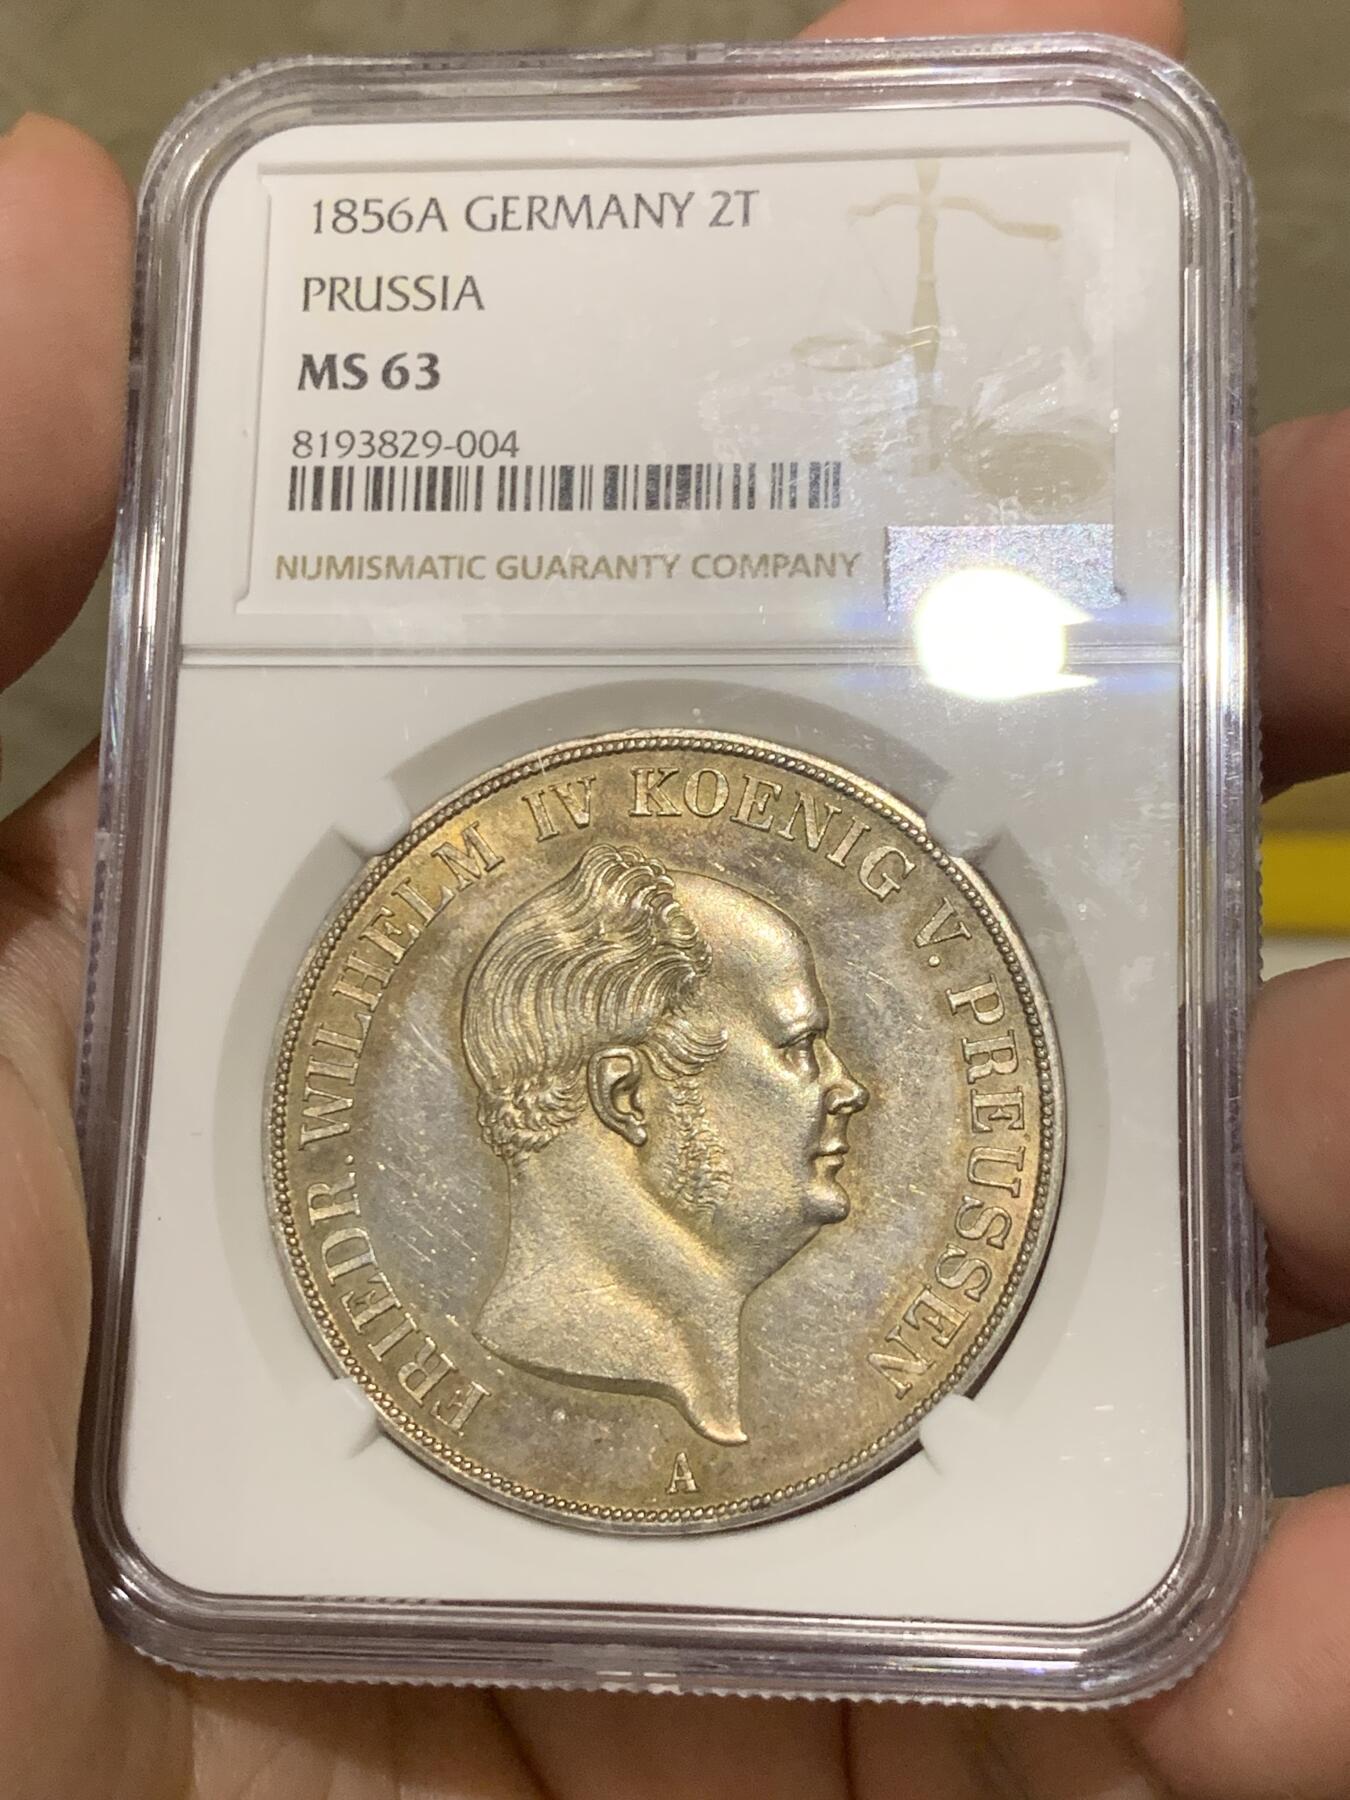 1856A GERMANY 2T
PRUSSIA
MS 63
8193829-004
NUMISMATIC GUARANTY COMPANY
FRIEDR. WILHELM IV KOENIG V. PREUSSEN
A